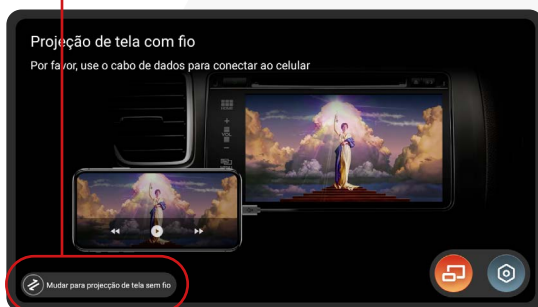 Projeção de tela com fio
Por favor, use o cabo de dados para conectar ao celular
VOL
Mudar para projecção de tela sem fio